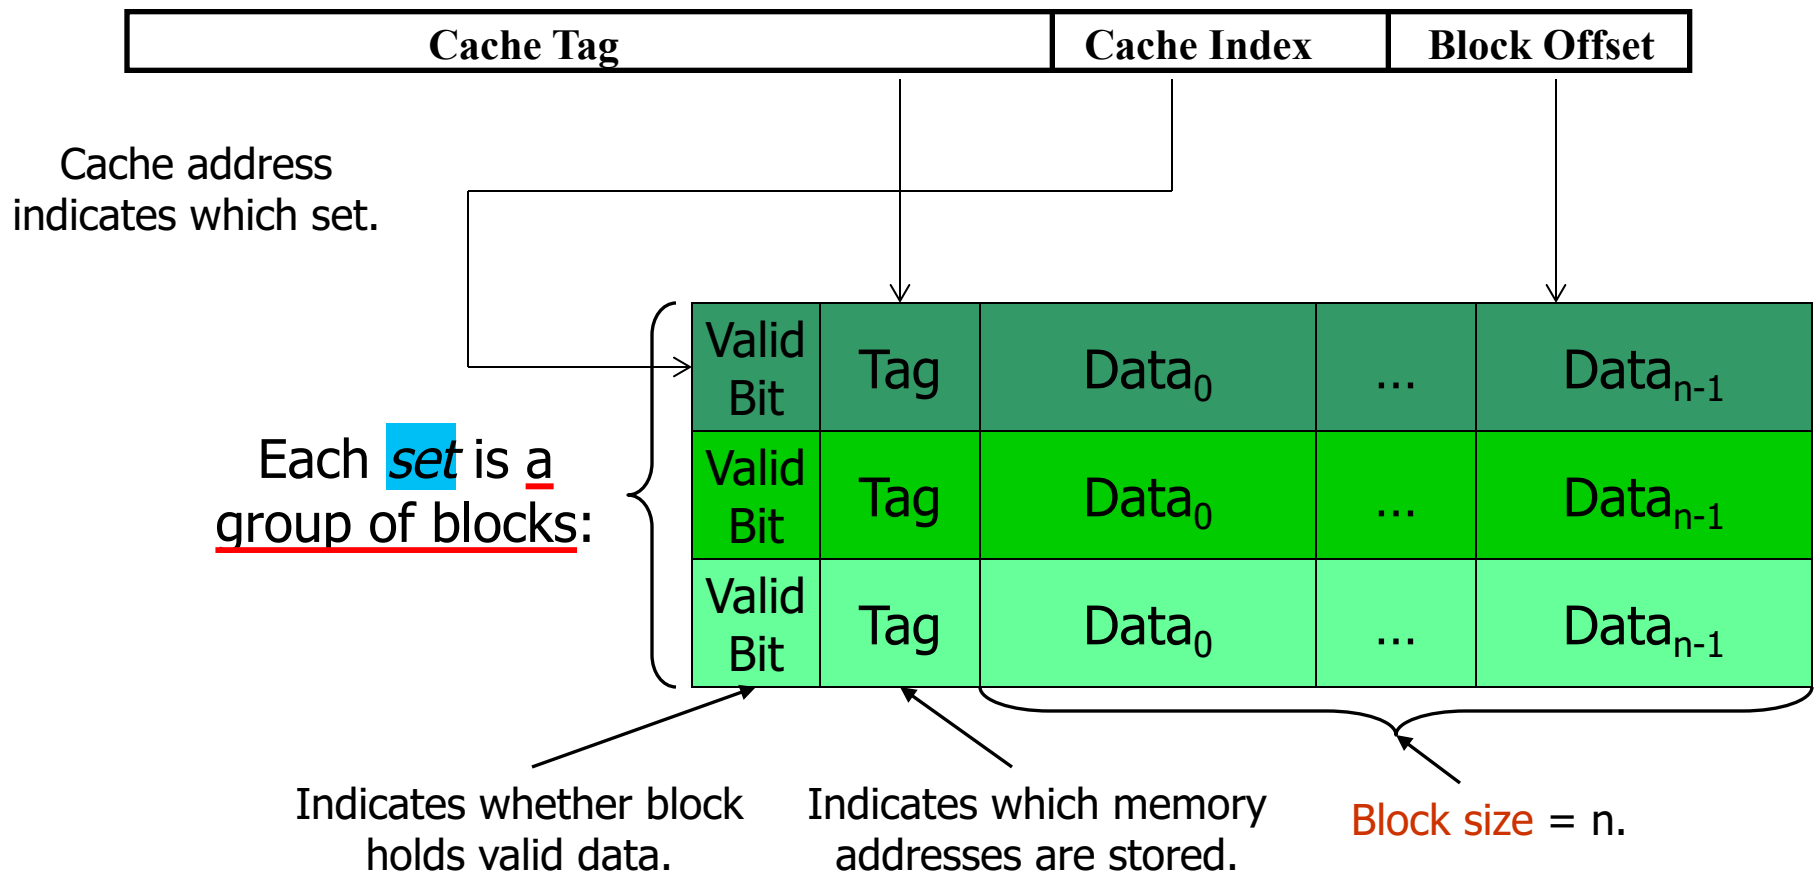 Cache Tag Cache Index Block Offset
Cache address
indicates which set.
Each set is a
group of blocks:
Valid Bit Tag Data0 ... Datan-1
Valid Bit Tag Data0 ... Datan-1
Valid Bit Tag Data0 ... Datan-1
Indicates whether block
holds valid data.
Indicates which memory
addresses are stored.
Block size = n.